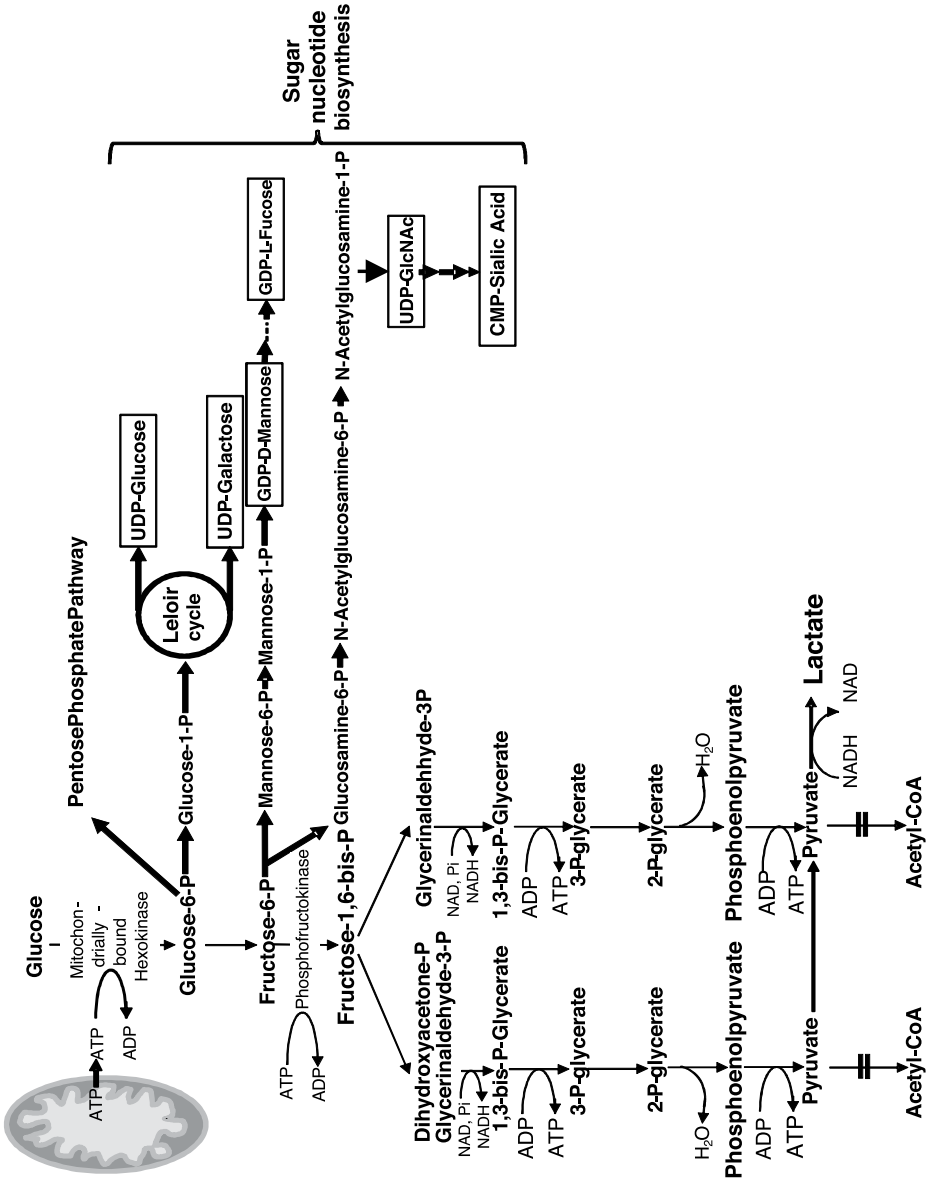 Glucose
Mitochon-
drially -
bound
Hexokinase
ATP
ATP
ADP
Glucose-6-P
PentosePhosphatePathway
Glucose-1-P
Leloir
cycle
UDP-Glucose
UDP-Galactose
Fructose-6-P
Mannose-6-P
Mannose-1-P
GDP-D-Mannose
GDP-L-Fucose
Sugar
nucleotide
biosynthesis
Phosphofructokinase
ATP
ADP
Fructose-1,6-bis-P
Glucosamine-6-P
N-Acetylglucosamine-6-P
N-Acetylglucosamine-1-P
UDP-GlcNAc
CMP-Sialic Acid
Dihydroxyacetone-P
Glycerinaldehyde-3-P
NAD, Pi
NADH
1,3-bis-P-Glycerate
ADP
ATP
3-P-glycerate
2-P-glycerate
H2O
Phosphoenolpyruvate
ADP
ATP
Pyruvate
Acetyl-CoA
Glycerinaldehhyde-3P
NAD, Pi
NADH
1,3-bis-P-Glycerate
ADP
ATP
3-P-glycerate
2-P-glycerate
H2O
Phosphoenolpyruvate
ADP
ATP
Pyruvate
Lactate
NADH
NAD
Acetyl-CoA